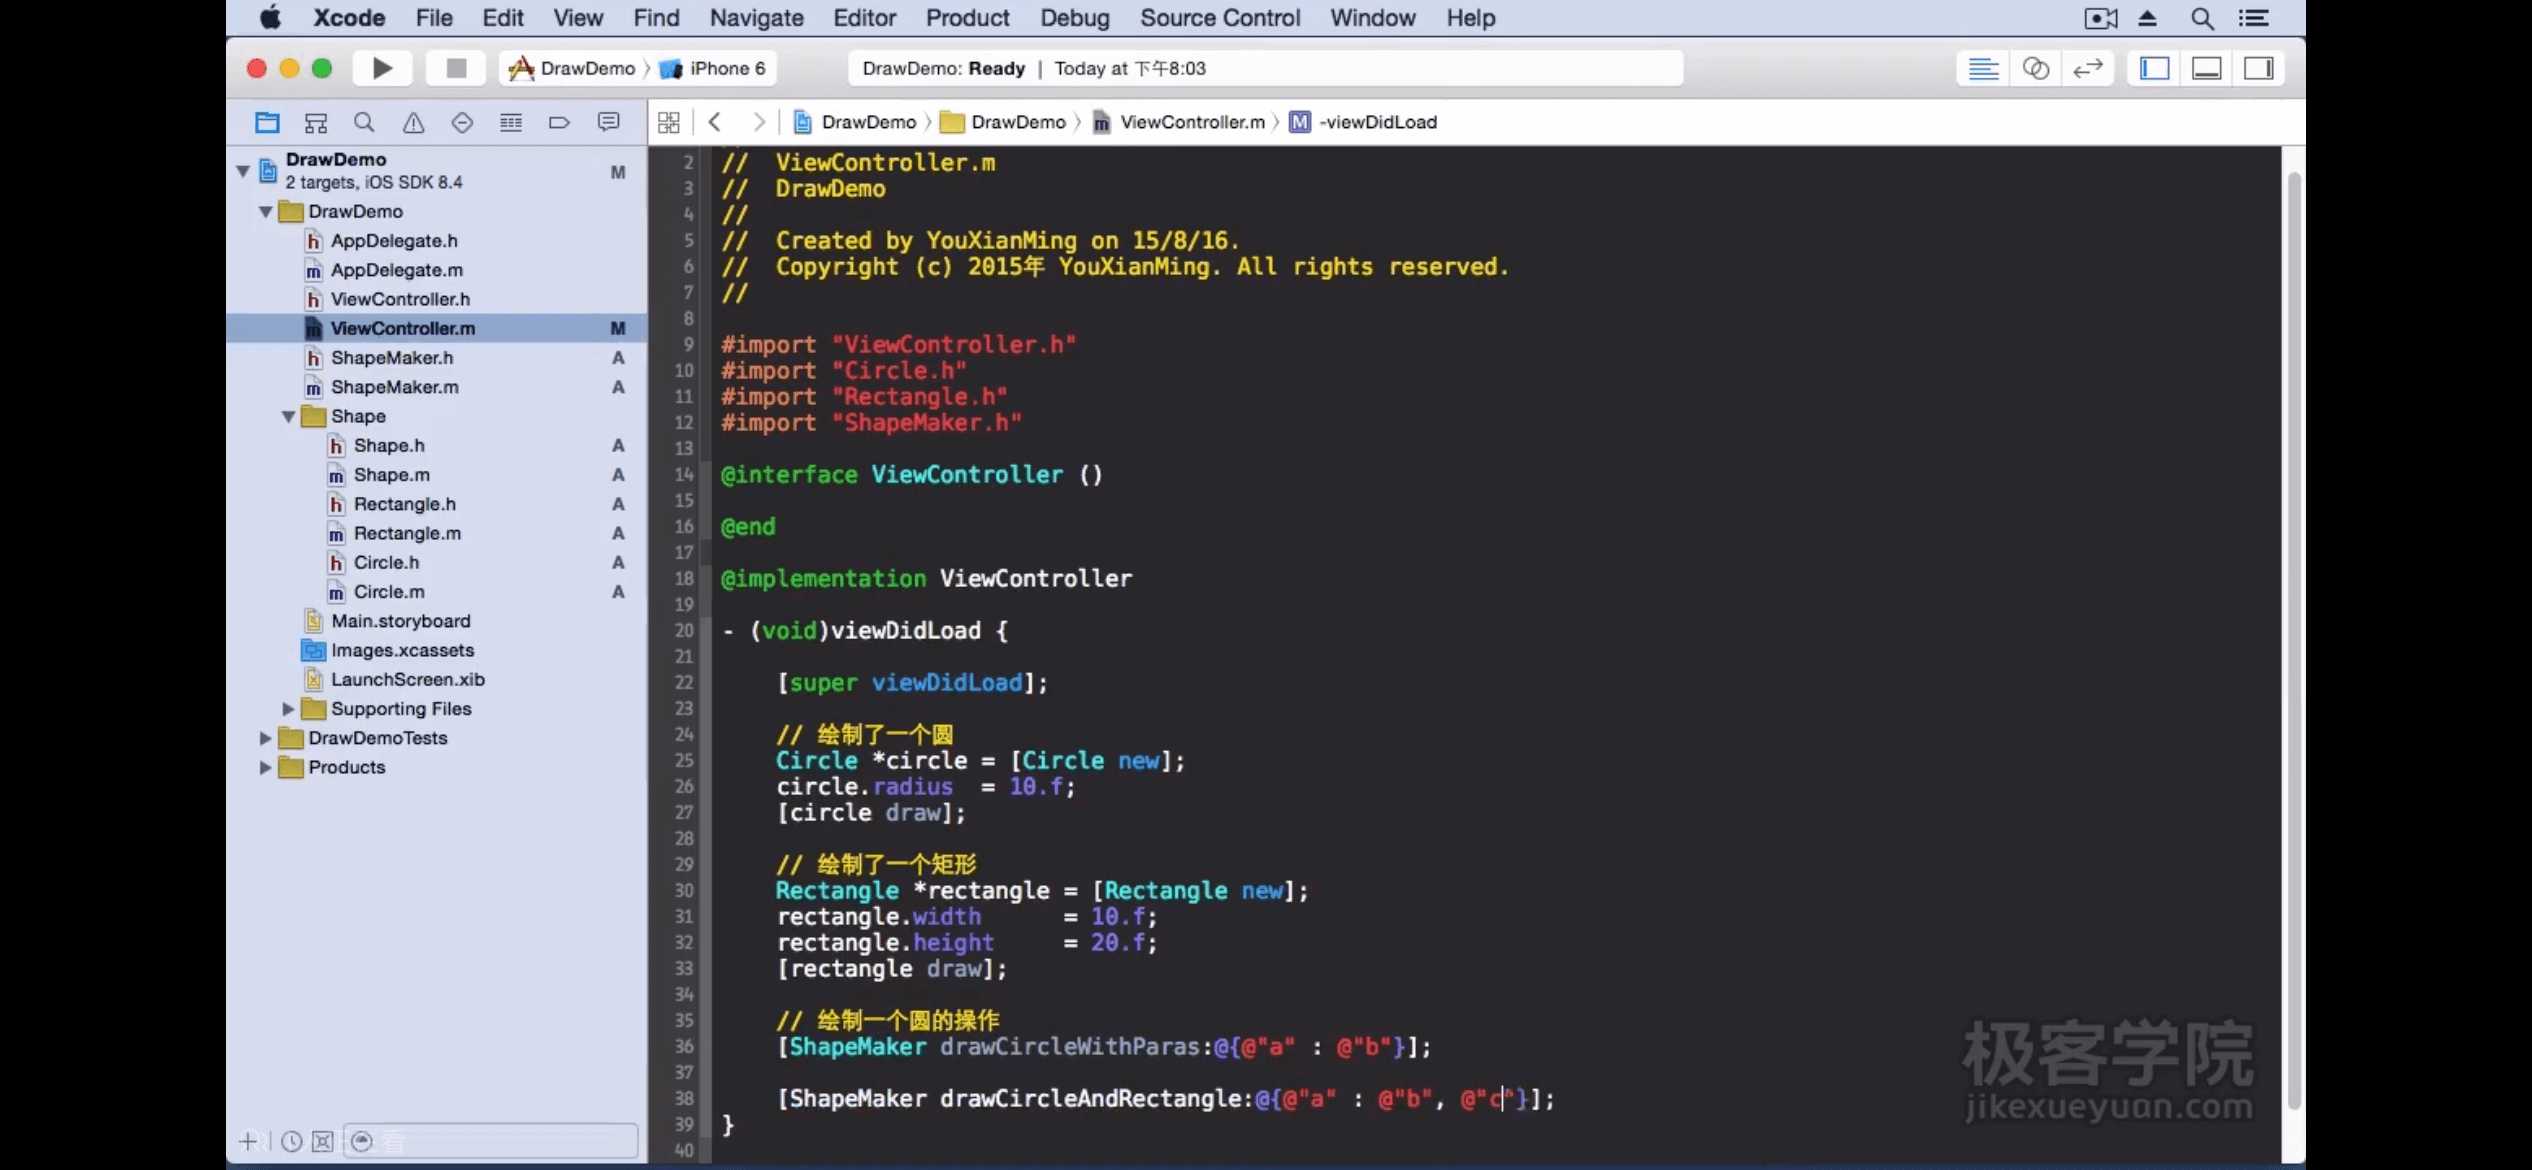 Xcode File Edit View Find Navigate Editor Product Debug Source Control Window Help
DrawDemo 〉 iPhone 6
DrawDemo: Ready | Today at 下午8:03
DrawDemo 〉 DrawDemo 〉 ViewController.m 〉 M -viewDidLoad
DrawDemo
2 targets, iOS SDK 8.4 M
DrawDemo
h AppDelegate.h
m AppDelegate.m
h ViewController.h
m ViewController.m M
h ShapeMaker.h A
m ShapeMaker.m A
Shape
h Shape.h A
m Shape.m A
h Rectangle.h A
m Rectangle.m A
h Circle.h A
m Circle.m A
Main.storyboard
Images.xcassets
LaunchScreen.xib
Supporting Files
DrawDemoTests
Products
2 //  ViewController.m
3 //  DrawDemo
4 //
5 //  Created by YouXianMing on 15/8/16.
6 //  Copyright (c) 2015年 YouXianMing. All rights reserved.
7 //
8
9 #import "ViewController.h"
10 #import "Circle.h"
11 #import "Rectangle.h"
12 #import "ShapeMaker.h"
13
14 @interface ViewController ()
15
16 @end
17
18 @implementation ViewController
19
20 - (void)viewDidLoad {
21
22     [super viewDidLoad];
23
24     // 绘制了一个圆
25     Circle *circle = [Circle new];
26     circle.radius  = 10.f;
27     [circle draw];
28
29     // 绘制了一个矩形
30     Rectangle *rectangle = [Rectangle new];
31     rectangle.width      = 10.f;
32     rectangle.height     = 20.f;
33     [rectangle draw];
34
35     // 绘制一个圆的操作
36     [ShapeMaker drawCircleWithParas:@{@"a" : @"b"}];
37
38     [ShapeMaker drawCircleAndRectangle:@{@"a" : @"b", @"c"}];
39 }
40
极客学院
jikexueyuan.com